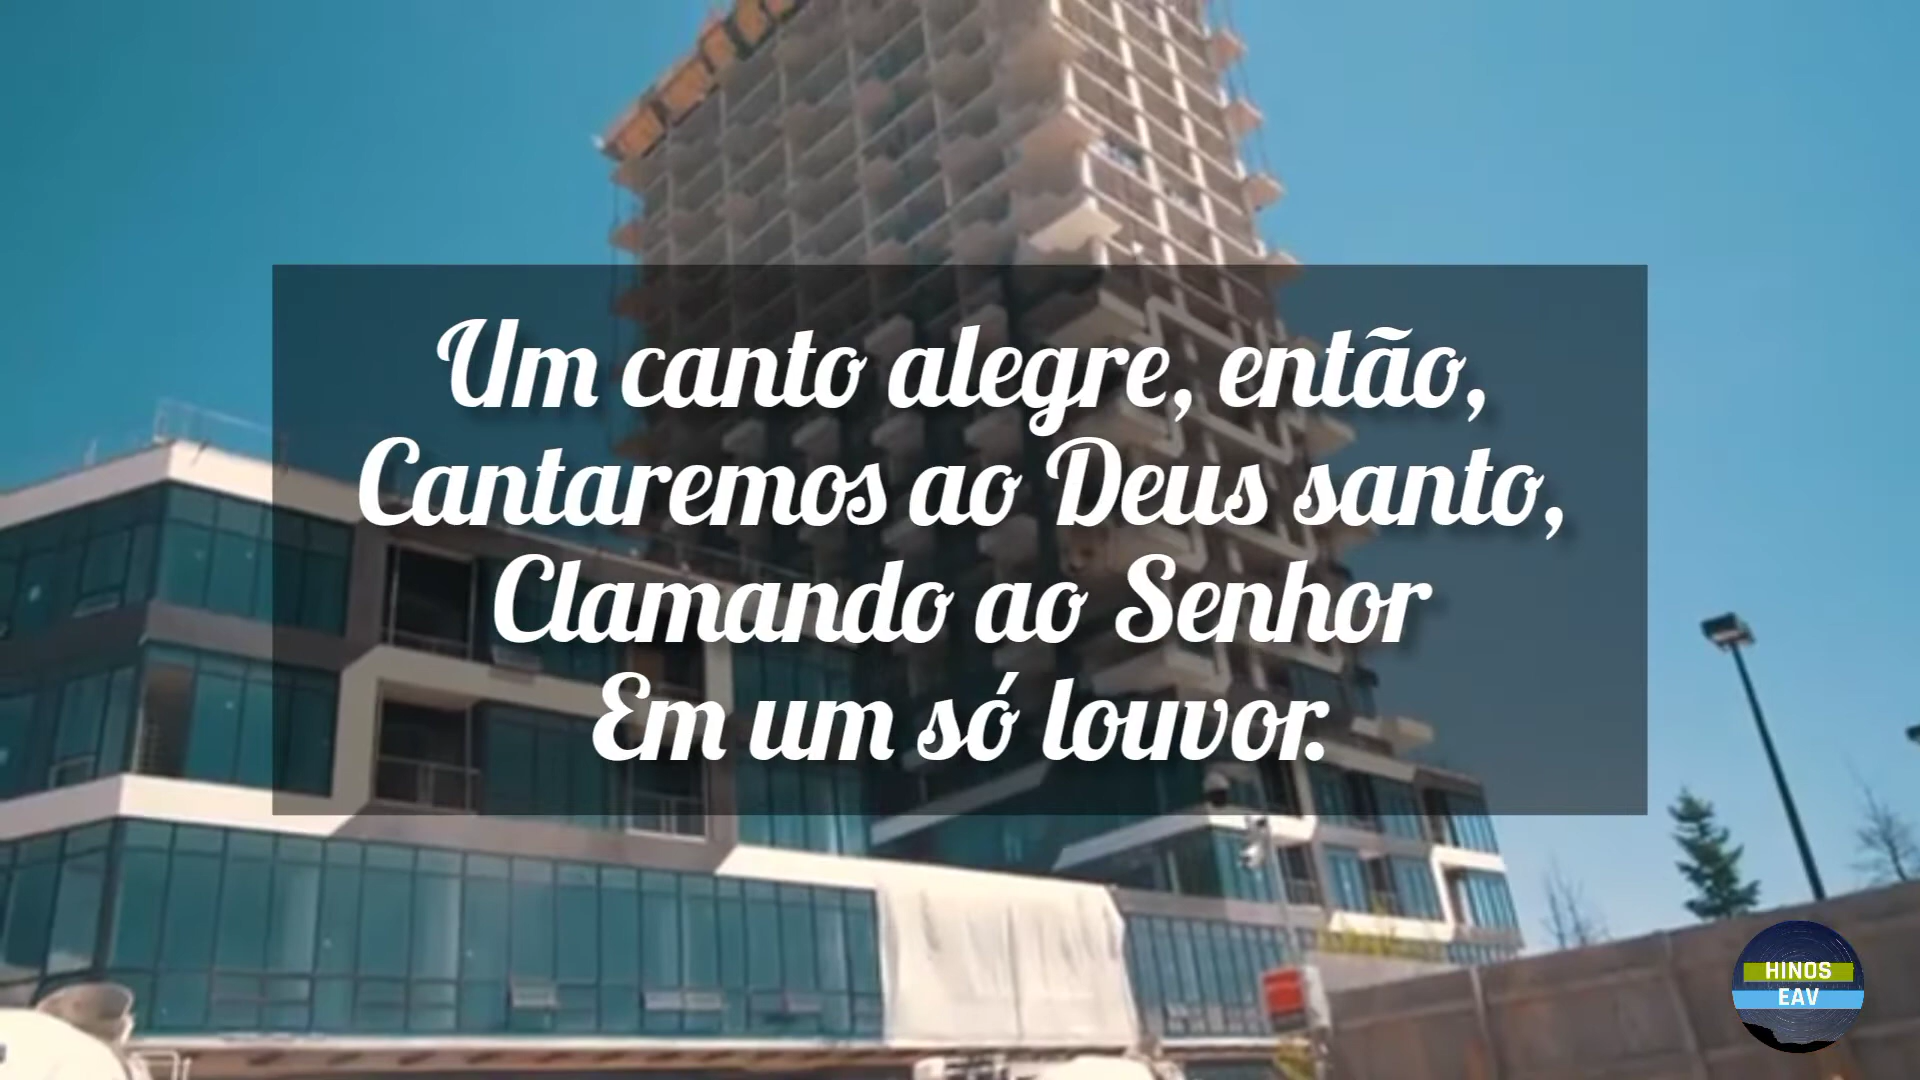 Um canto alegre, então,
Cantaremos ao Deus santo,
Clamando ao Senhor
Em um só louvor.
HINOS
EAV